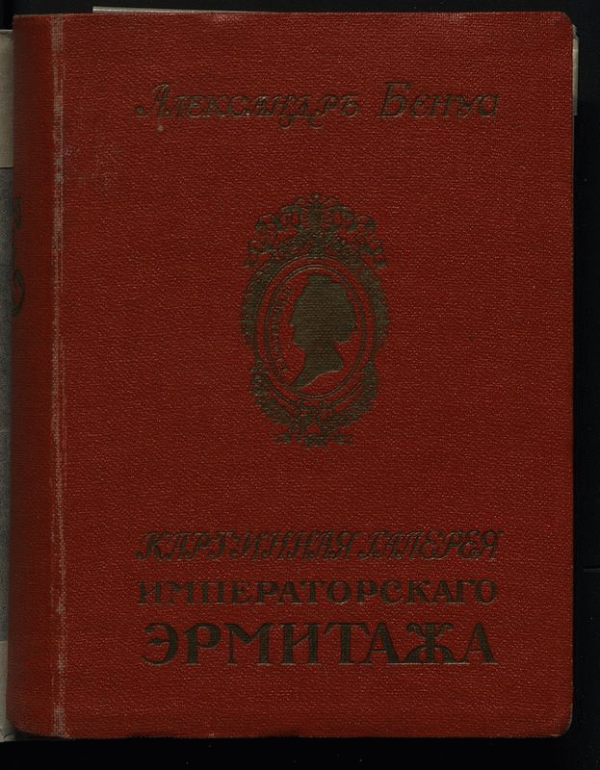 Александръ Бенуа
КАРТИННАЯ ГАЛЕРЕЯ
ИМПЕРАТОРСКАГО
ЭРМИТАЖА